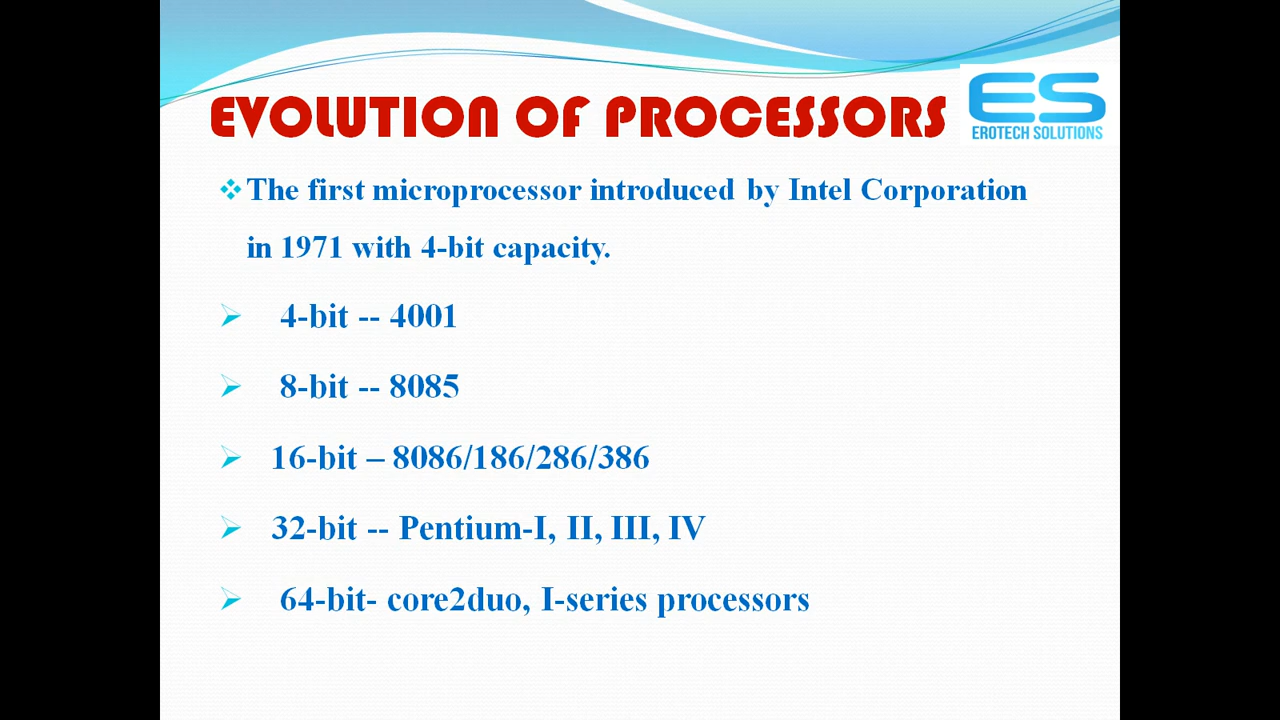 EVOLUTION OF PROCESSORS
ES
EROTECH SOLUTIONS
The first microprocessor introduced by Intel Corporation
in 1971 with 4-bit capacity.
4-bit -- 4001
8-bit -- 8085
16-bit – 8086/186/286/386
32-bit -- Pentium-I, II, III, IV
64-bit- core2duo, I-series processors